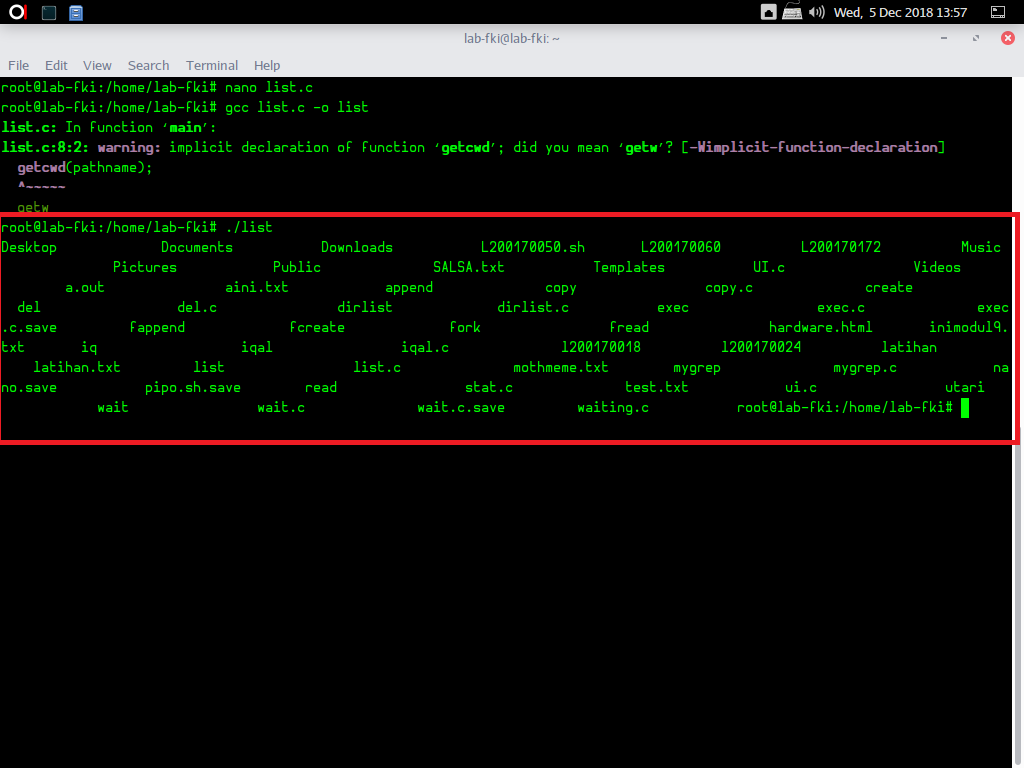 Wed, 5 Dec 2018 13:57
lab-fki@lab-fki: ~
File Edit View Search Terminal Help
root@lab-fki:/home/lab-fki# nano list.c
root@lab-fki:/home/lab-fki# gcc list.c -o list
list.c: In function ‘main’:
list.c:8:2: warning: implicit declaration of function ‘getcwd’; did you mean ‘getw’? [-Wimplicit-function-declaration]
getcwd(pathname);
^~~~~~
getw
root@lab-fki:/home/lab-fki# ./list
Desktop Documents Downloads L200170050.sh L200170060 L200170172 Music
Pictures Public SALSA.txt Templates UI.c Videos
a.out aini.txt append copy copy.c create
del del.c dirlist dirlist.c exec exec.c exec
.c.save fappend fcreate fork fread hardware.html inimodul9.
txt iq iqal iqal.c l200170018 l200170024 latihan
latihan.txt list list.c mothmeme.txt mygrep mygrep.c na
no.save pipo.sh.save read stat.c test.txt ui.c utari
wait wait.c wait.c.save waiting.c root@lab-fki:/home/lab-fki#